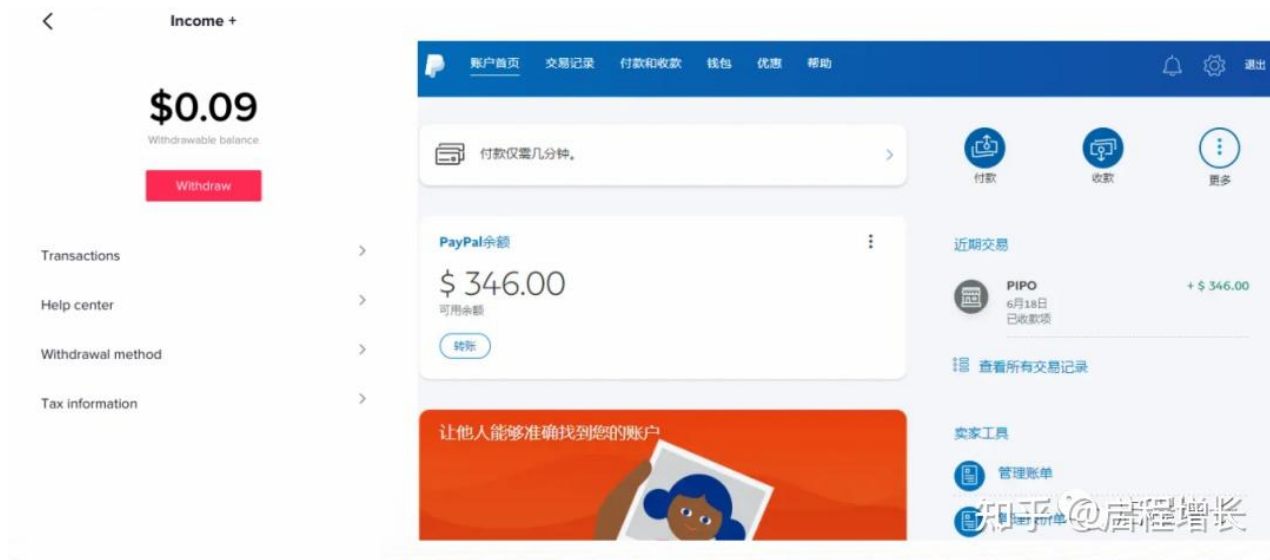 Income +
$0.09
Withdrawable balance
Withdraw
Transactions
Help center
Withdrawal method
Tax information
账户首页 交易记录 付款和收款 钱包 优惠 帮助 退出
付款仅需几分钟。
付款 收款 更多
PayPal余额
$ 346.00
可用余额
转账
近期交易
PIPO + $ 346.00
6月18日
已收款项
查看所有交易记录
让他人能够准确找到您的账户
卖家工具
管理账单
知乎 @启程增长